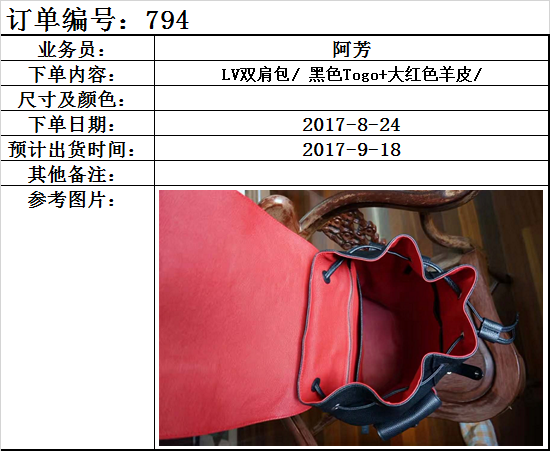 订单编号：794
业务员： 阿芳
下单内容： LV双肩包/ 黑色Togo+大红色羊皮/
尺寸及颜色：
下单日期： 2017-8-24
预计出货时间： 2017-9-18
其他备注：
参考图片：